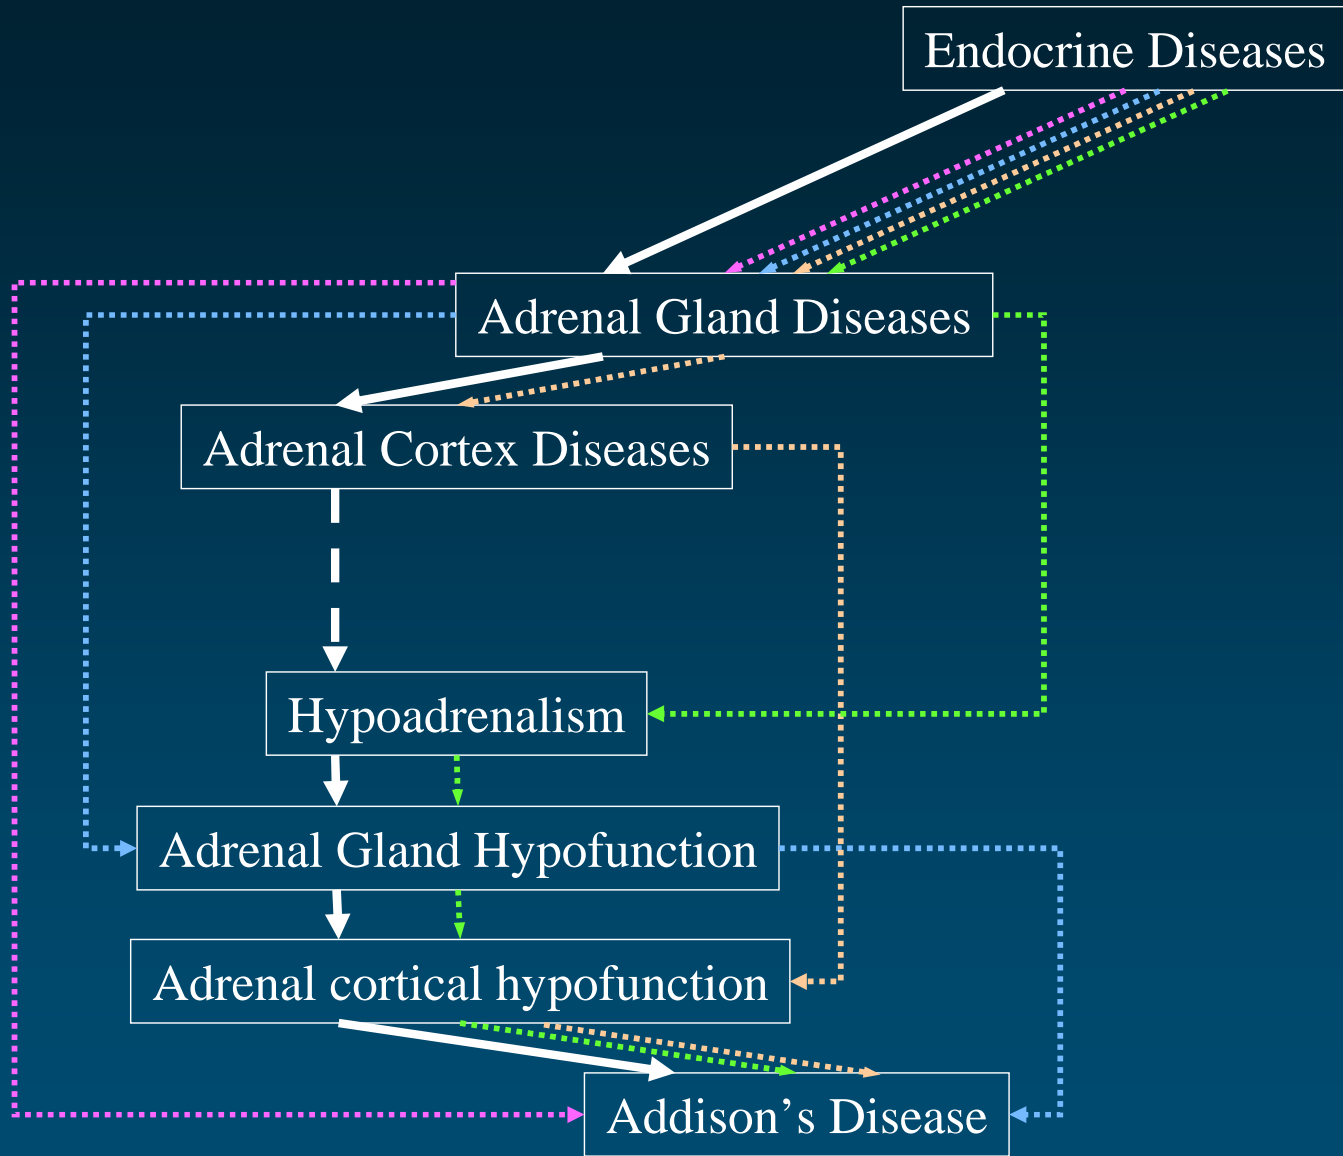 Endocrine Diseases
Adrenal Gland Diseases
Adrenal Cortex Diseases
Hypoadrenalism
Adrenal Gland Hypofunction
Adrenal cortical hypofunction
Addison’s Disease